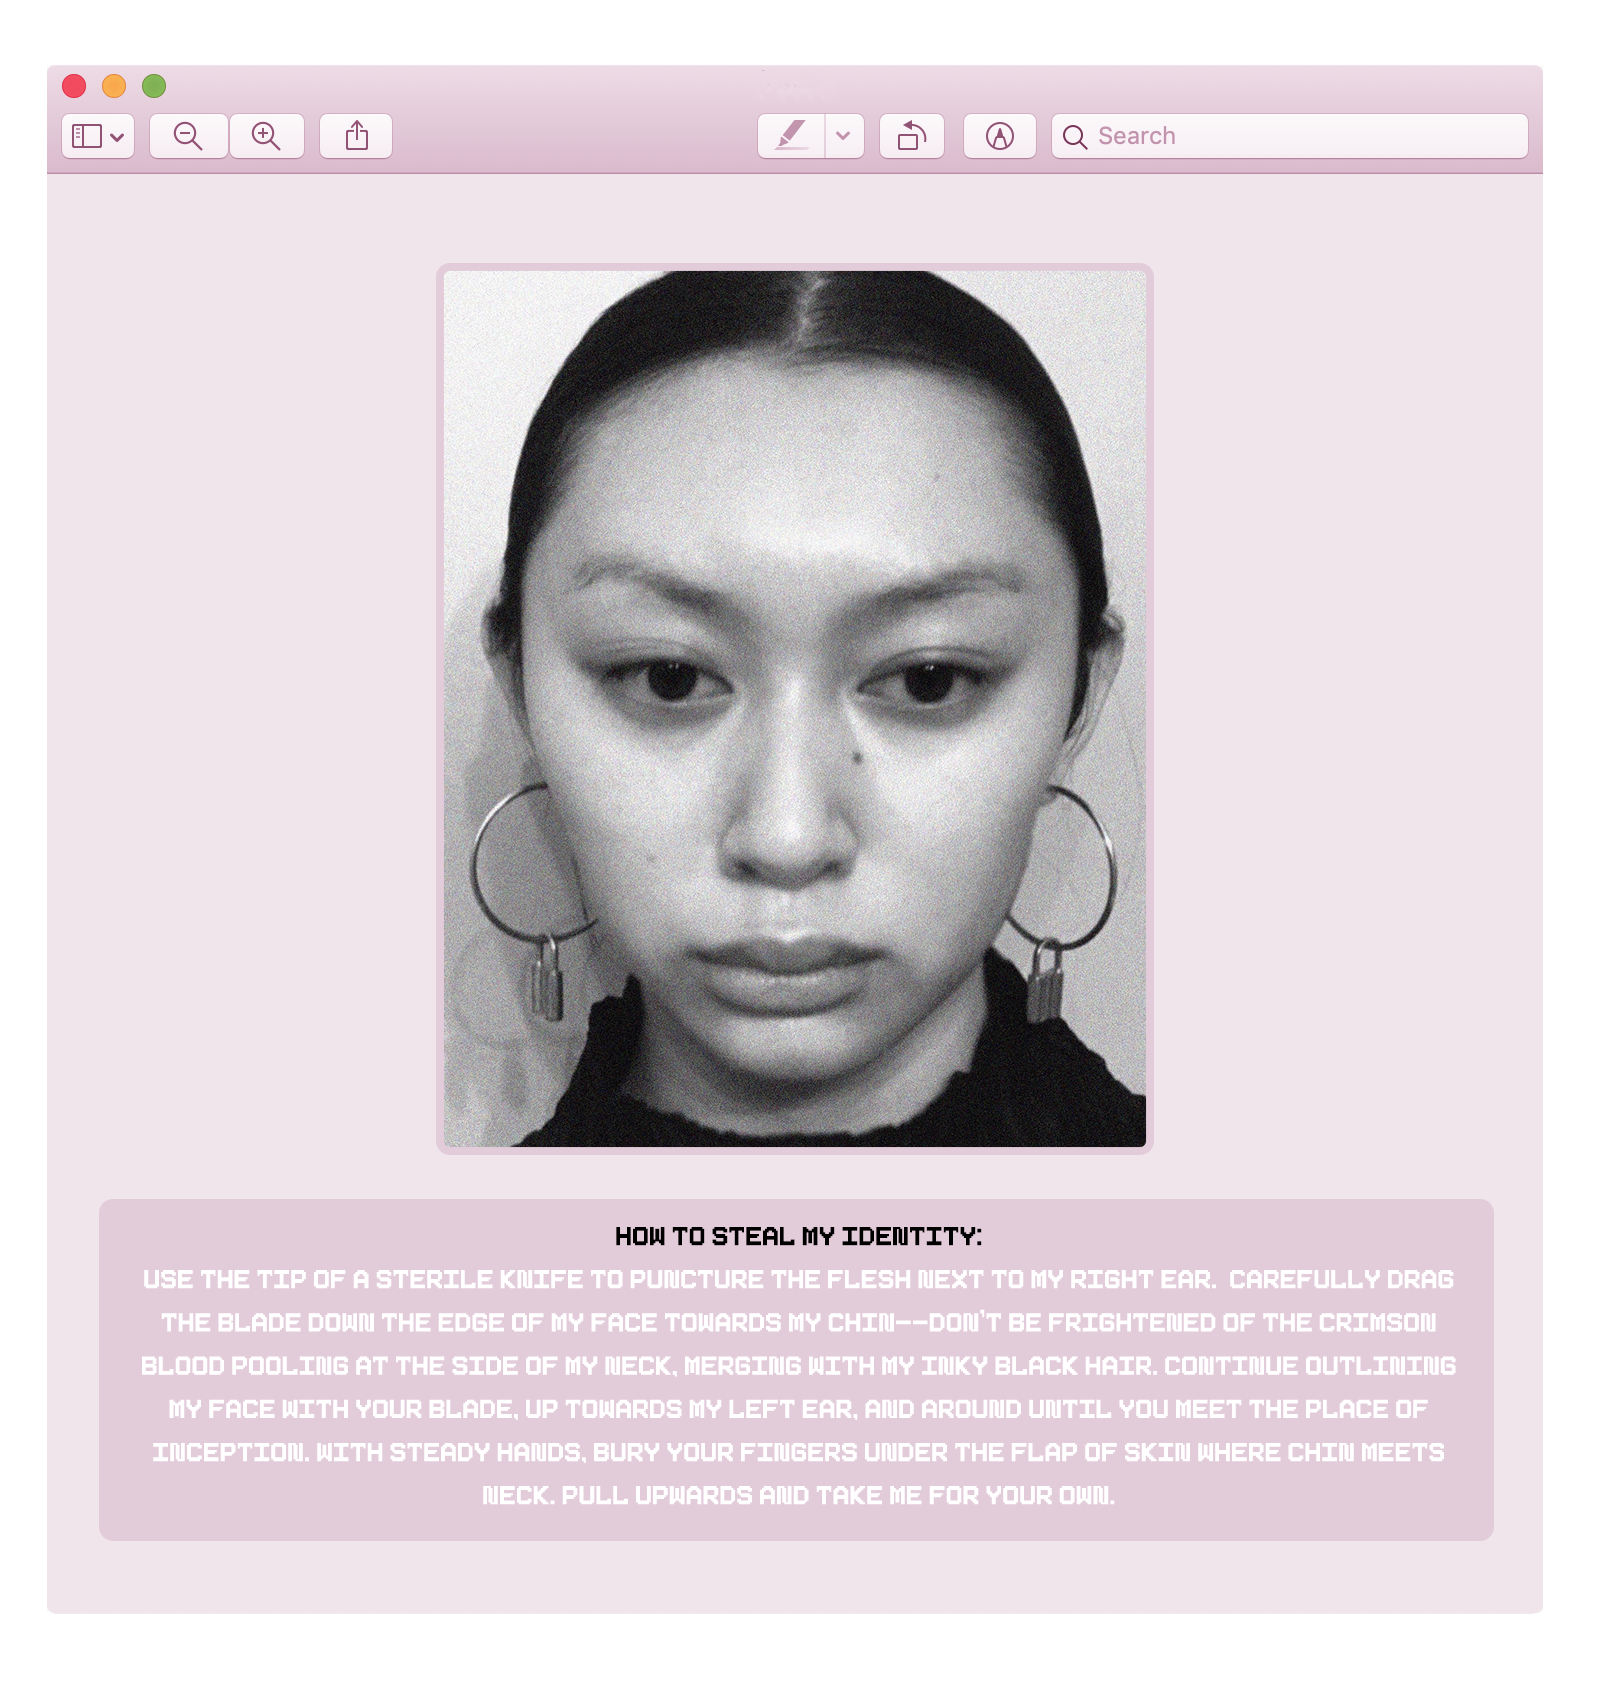 Search
HOW TO STEAL MY IDENTITY:
USE THE TIP OF A STERILE KNIFE TO PUNCTURE THE FLESH NEXT TO MY RIGHT EAR.  CAREFULLY DRAG
THE BLADE DOWN THE EDGE OF MY FACE TOWARDS MY CHIN--DON'T BE FRIGHTENED OF THE CRIMSON
BLOOD POOLING AT THE SIDE OF MY NECK, MERGING WITH MY INKY BLACK HAIR. CONTINUE OUTLINING
MY FACE WITH YOUR BLADE, UP TOWARDS MY LEFT EAR, AND AROUND UNTIL YOU MEET THE PLACE OF
INCEPTION. WITH STEADY HANDS, BURY YOUR FINGERS UNDER THE FLAP OF SKIN WHERE CHIN MEETS
NECK. PULL UPWARDS AND TAKE ME FOR YOUR OWN.